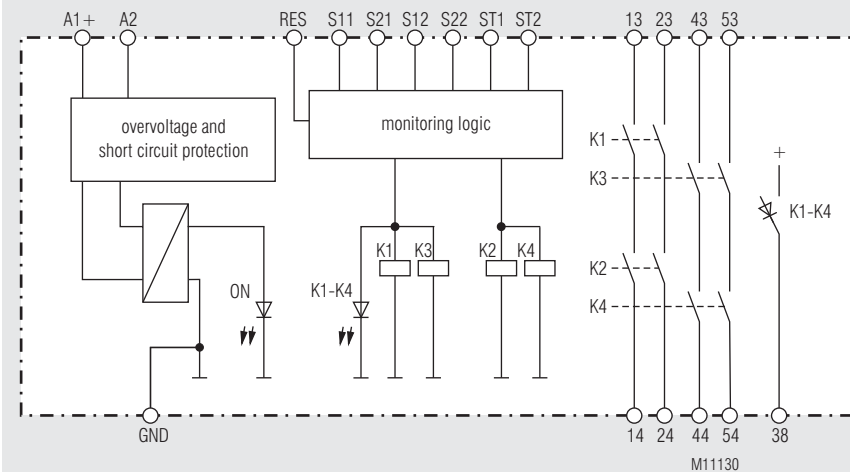 A1+ A2 RES S11 S21 S12 S22 ST1 ST2 13 23 43 53
overvoltage and
short circuit protection
monitoring logic
K1
K3
+
K1-K4
K1 K3 K2 K4
K2
ON K1-K4
K4
GND 14 24 44 54 38
M11130